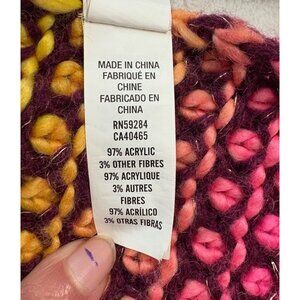 MADE IN CHINA
FABRIQUÉ EN
CHINE
FABRICADO EN
CHINA
RN59284
CA40465
97% ACRYLIC
3% OTHER FIBRES
97% ACRYLIQUE
3% AUTRES
FIBRES
97% ACRÍLICO
3% OTRAS FIBRAS